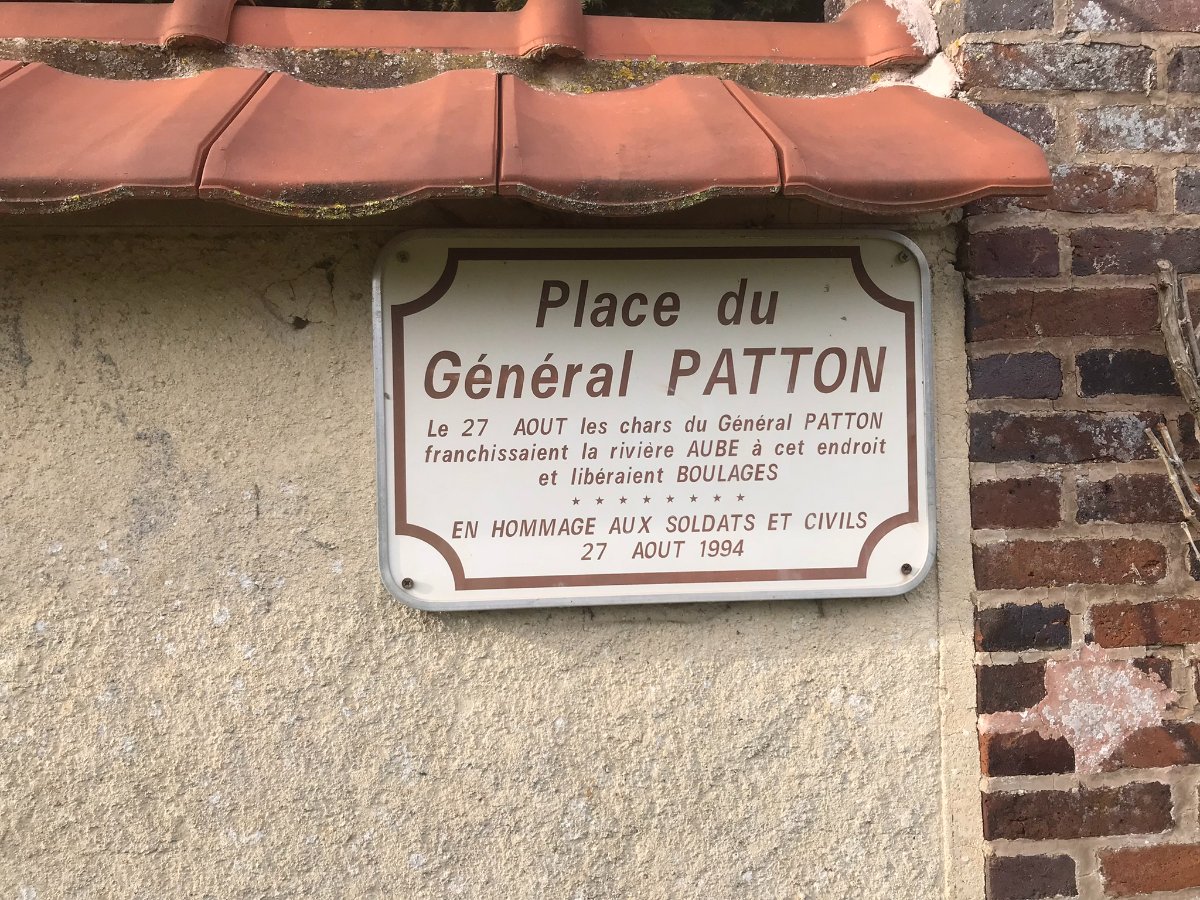 Place du
Général PATTON
Le 27 AOUT les chars du Général PATTON
franchissaient la rivière AUBE à cet endroit
et libéraient BOULAGES
* * * * * * * *
EN HOMMAGE AUX SOLDATS ET CIVILS
27 AOUT 1994